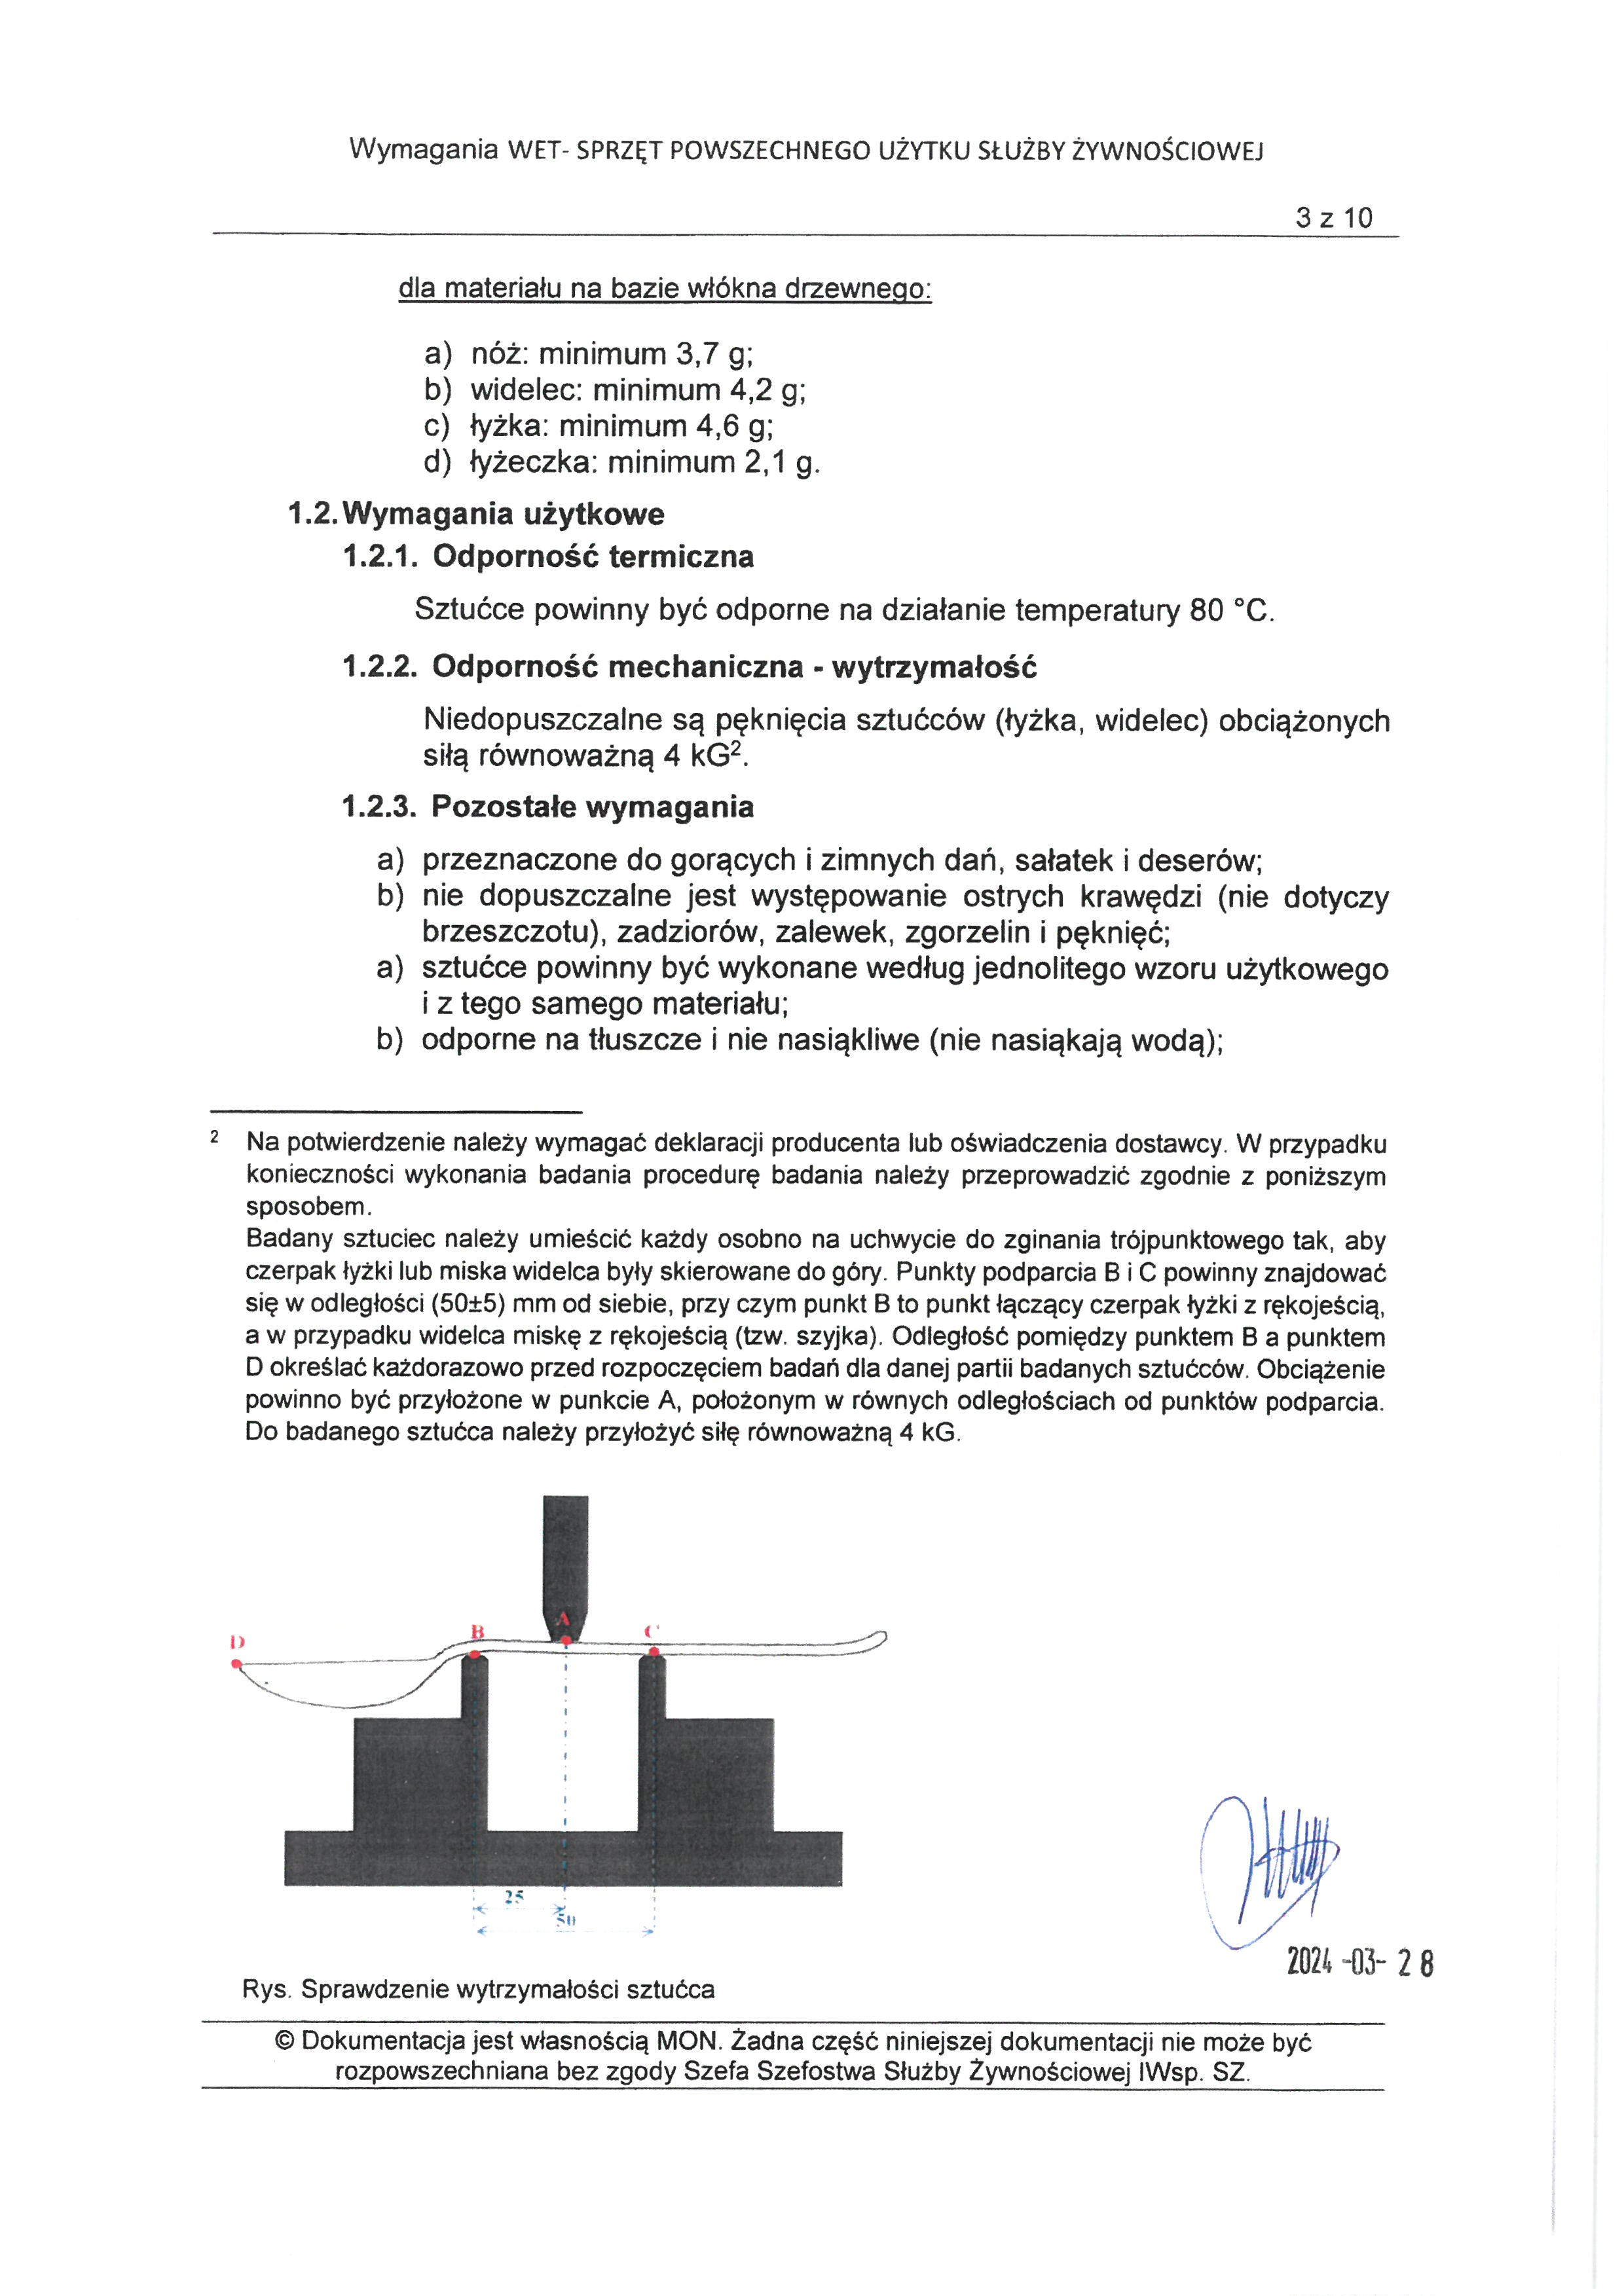 Wymagania WET- SPRZĘT POWSZECHNEGO UŻYTKU SŁUŻBY ŻYWNOŚCIOWEJ
3 z 10
dla materiału na bazie włókna drzewnego:
a) nóż: minimum 3,7 g;
b) widelec: minimum 4,2 g;
c) łyżka: minimum 4,6 g;
d) łyżeczka: minimum 2,1 g.
1.2. Wymagania użytkowe
1.2.1. Odporność termiczna
Sztućce powinny być odporne na działanie temperatury 80 °C.
1.2.2. Odporność mechaniczna - wytrzymałość
Niedopuszczalne są pęknięcia sztućców (łyżka, widelec) obciążonych
siłą równoważną 4 kG².
1.2.3. Pozostałe wymagania
a) przeznaczone do gorących i zimnych dań, sałatek i deserów;
b) nie dopuszczalne jest występowanie ostrych krawędzi (nie dotyczy
brzeszczotu), zadziorów, zalewek, zgorzelin i pęknięć;
a) sztućce powinny być wykonane według jednolitego wzoru użytkowego
i z tego samego materiału;
b) odporne na tłuszcze i nie nasiąkliwe (nie nasiąkają wodą);
² Na potwierdzenie należy wymagać deklaracji producenta lub oświadczenia dostawcy. W przypadku
konieczności wykonania badania procedurę badania należy przeprowadzić zgodnie z poniższym
sposobem.
Badany sztuciec należy umieścić każdy osobno na uchwycie do zginania trójpunktowego tak, aby
czerpak łyżki lub miska widelca były skierowane do góry. Punkty podparcia B i C powinny znajdować
się w odległości (50±5) mm od siebie, przy czym punkt B to punkt łączący czerpak łyżki z rękojeścią,
a w przypadku widelca miskę z rękojeścią (tzw. szyjka). Odległość pomiędzy punktem B a punktem
D określać każdorazowo przed rozpoczęciem badań dla danej partii badanych sztućców. Obciążenie
powinno być przyłożone w punkcie A, położonym w równych odległościach od punktów podparcia.
Do badanego sztućca należy przyłożyć siłę równoważną 4 kG.
D B A C
25
50
2024 -03- 28
Rys. Sprawdzenie wytrzymałości sztućca
© Dokumentacja jest własnością MON. Żadna część niniejszej dokumentacji nie może być
rozpowszechniana bez zgody Szefa Szefostwa Służby Żywnościowej IWsp. SZ.